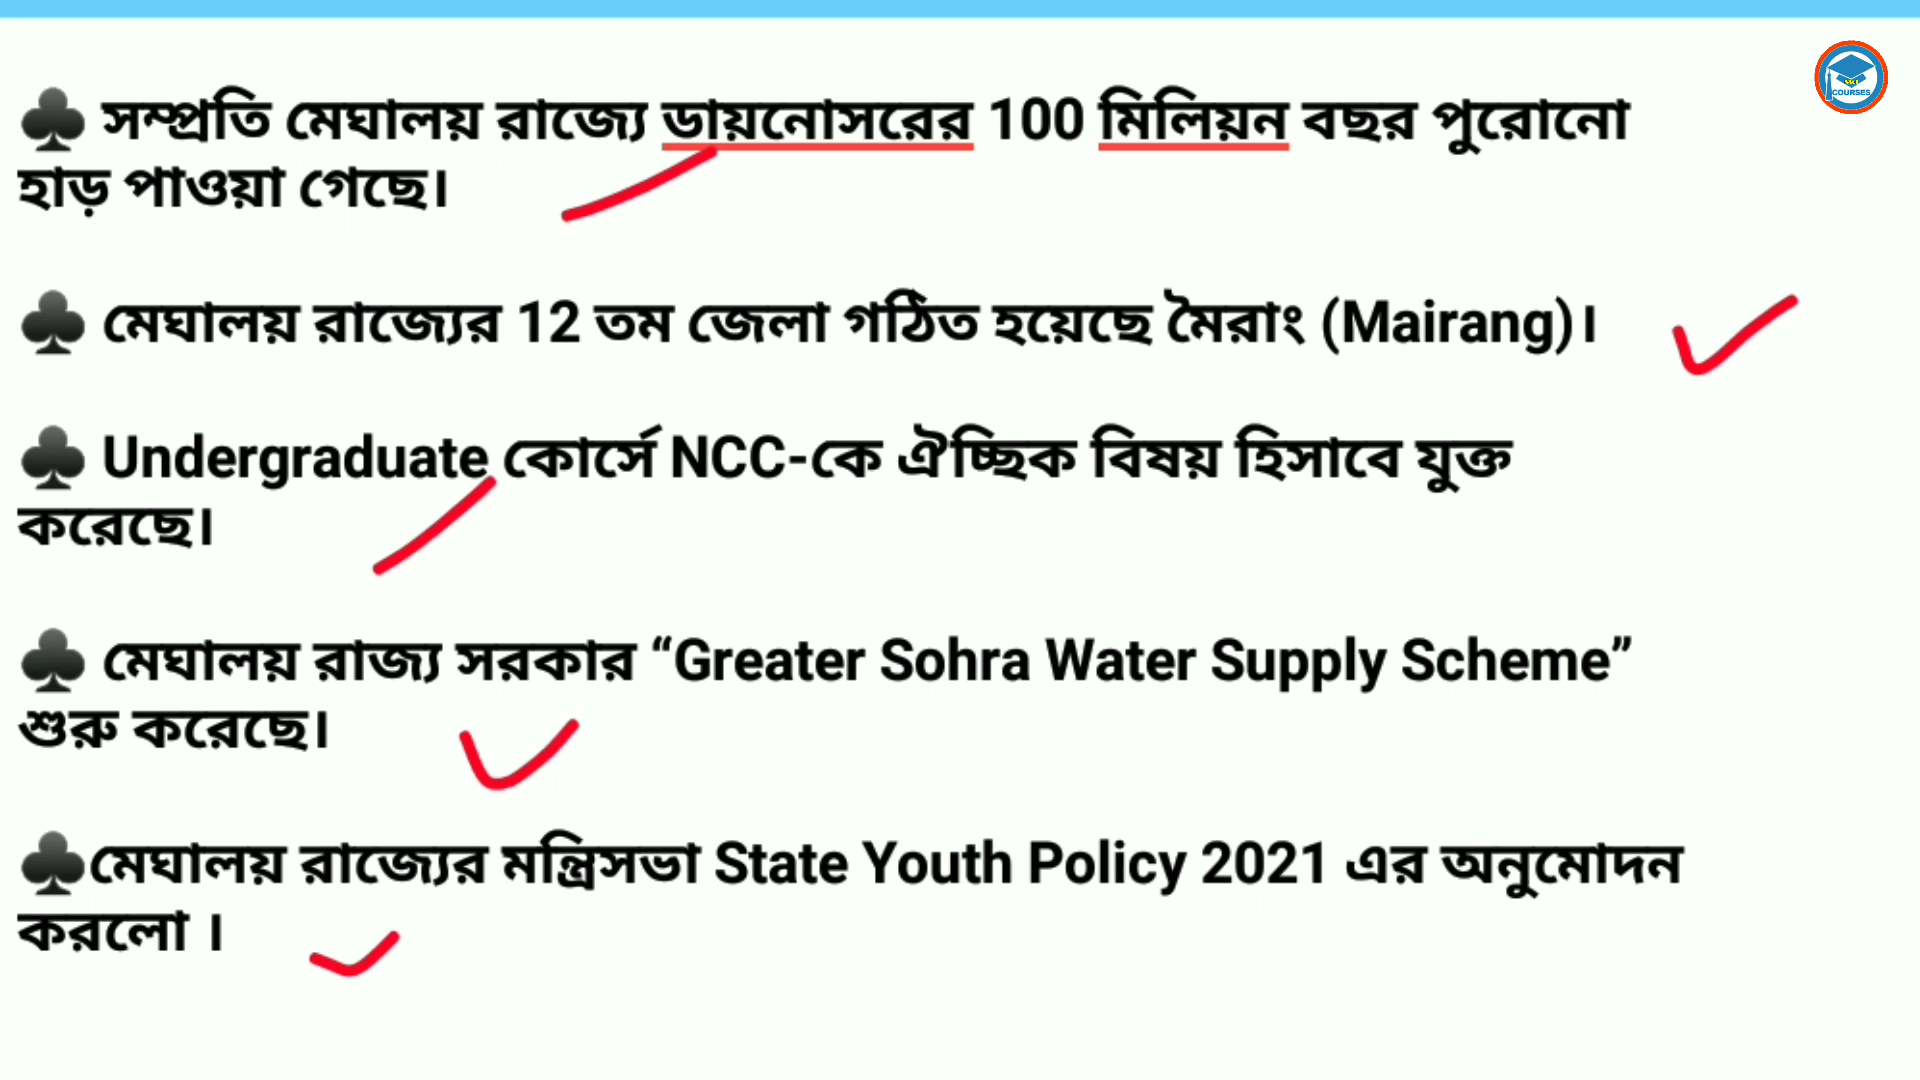 ♣ সম্প্রতি মেঘালয় রাজ্যে ডায়নোসরের 100 মিলিয়ন বছর পুরোনো
হাড় পাওয়া গেছে।
♣ মেঘালয় রাজ্যের 12 তম জেলা গঠিত হয়েছে মৈরাং (Mairang)।
♣ Undergraduate কোর্সে NCC-কে ঐচ্ছিক বিষয় হিসাবে যুক্ত
করেছে।
♣ মেঘালয় রাজ্য সরকার “Greater Sohra Water Supply Scheme”
শুরু করেছে।
♣মেঘালয় রাজ্যের মন্ত্রিসভা State Youth Policy 2021 এর অনুমোদন
করলো ।
COURSES